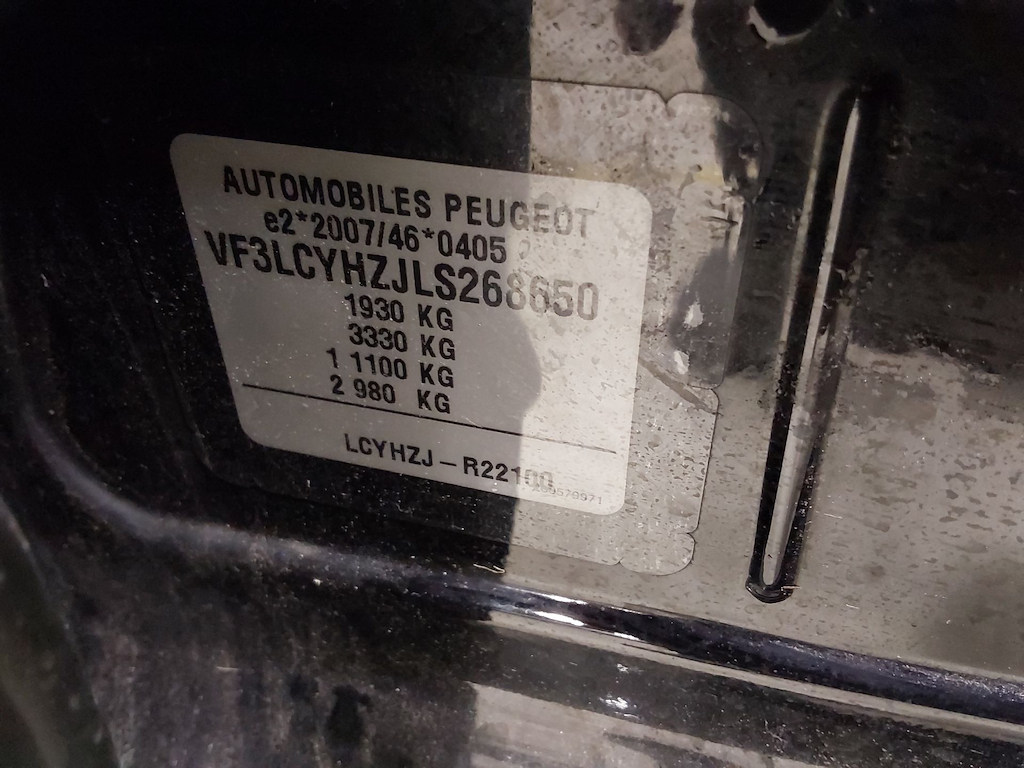 AUTOMOBILES PEUGEOT
e2*2007/46*0405
VF3LCYHZJLS268650
1930 KG
3330 KG
1 1100 KG
2 980 KG
LCYHZJ-R22100